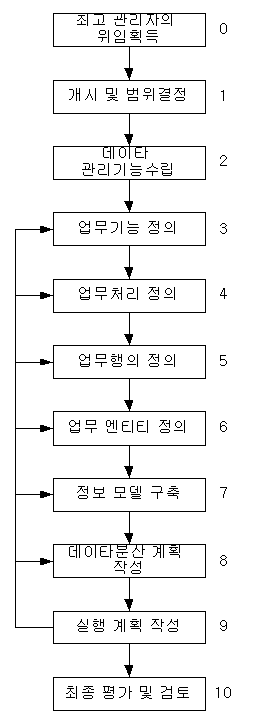 최고 관리자의
위임획득
0
개시 및 범위결정
1
데이타
관리기능수립
2
업무기능 정의
3
업무처리 정의
4
업무행의 정의
5
업무 엔티티 정의
6
정보 모델 구축
7
데이타분산 계획
작성
8
실행 계획 작성
9
최종 평가 및 검토
10